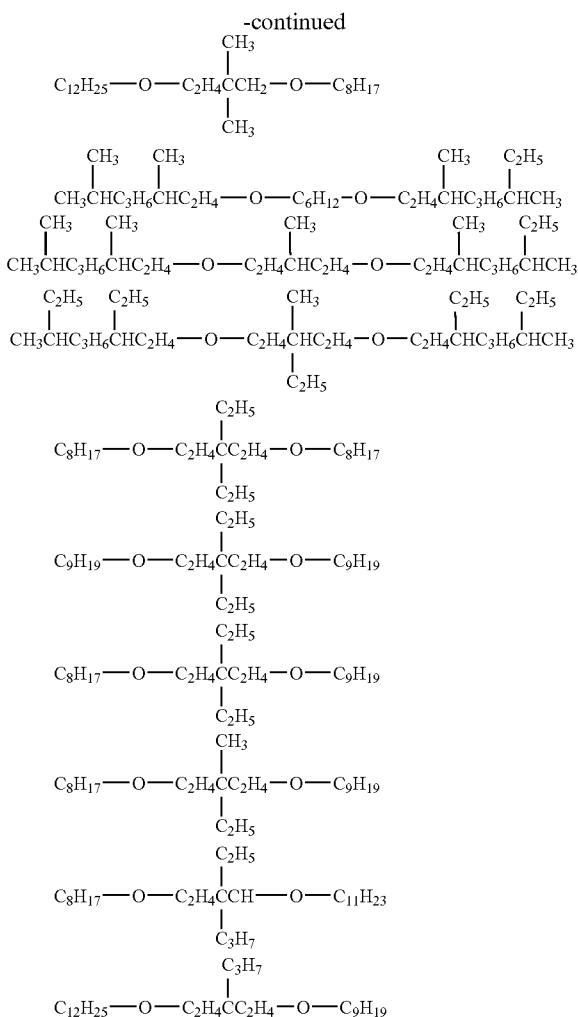 -continued
CH3
C12H25—O—C2H4CCH2—O—C8H17
CH3
CH3 CH3 CH3 C2H5
CH3CHC3H6CHC2H4—O—C6H12—O—C2H4CHC3H6CHCH3
CH3 CH3 CH3 CH3 C2H5
CH3CHC3H6CHC2H4—O—C2H4CHC2H4—O—C2H4CHC3H6CHCH3
C2H5 C2H5 CH3 C2H5 C2H5
CH3CHC3H6CHC2H4—O—C2H4CHC2H4—O—C2H4CHC3H6CHCH3
C2H5
C2H5
C8H17—O—C2H4CC2H4—O—C8H17
C2H5
C2H5
C9H19—O—C2H4CC2H4—O—C9H19
C2H5
C2H5
C8H17—O—C2H4CC2H4—O—C9H19
C2H5
CH3
C8H17—O—C2H4CC2H4—O—C9H19
C2H5
C2H5
C8H17—O—C2H4CCH—O—C11H23
C3H7
C3H7
C12H25—O—C2H4CC2H4—O—C9H19